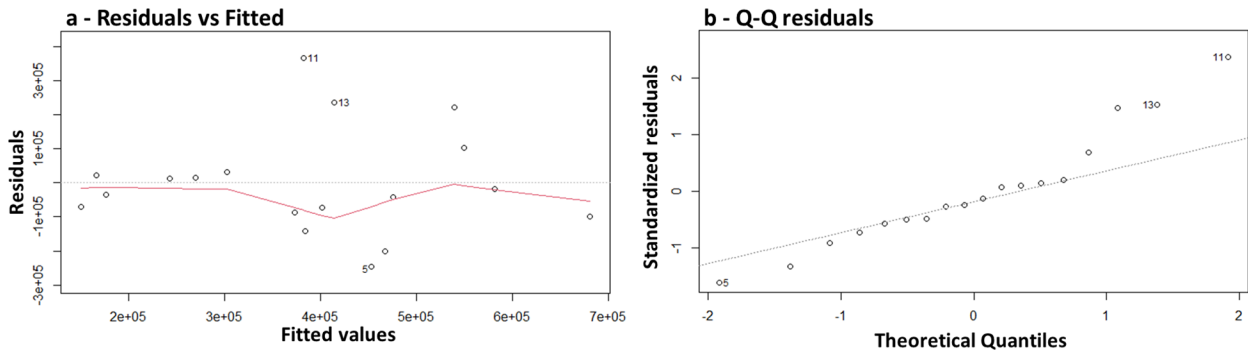 a - Residuals vs Fitted
Residuals
3e+05
1e+05
-1e+05
-3e+05
11
13
5
2e+05 3e+05 4e+05 5e+05 6e+05 7e+05
Fitted values
b - Q-Q residuals
Standardized residuals
2
1
0
-1
11
13
5
-2 -1 0 1 2
Theoretical Quantiles